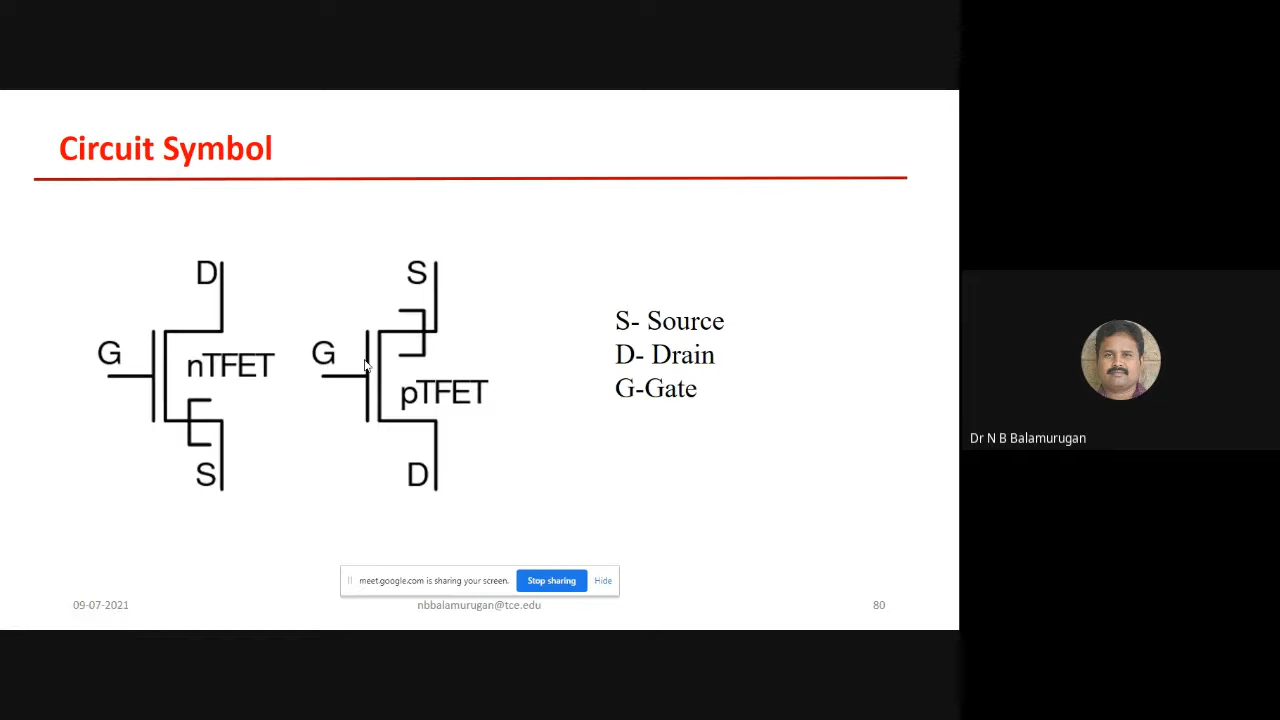 Circuit Symbol
D
S
G
nTFET
G
pTFET
S
D
S- Source
D- Drain
G-Gate
Dr N B Balamurugan
meet.google.com is sharing your screen.
Stop sharing
Hide
09-07-2021
nbbalamurugan@tce.edu
80